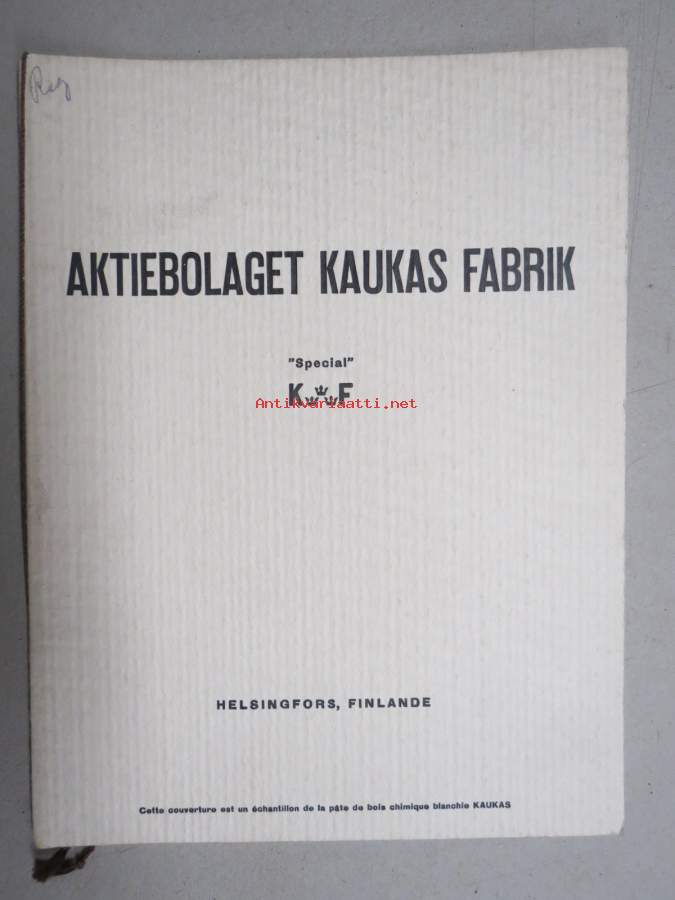 AKTIEBOLAGET KAUKAS FABRIK
"Special"
K F
Antikvariaatti.net
HELSINGFORS, FINLANDE
Cette couverture est un échantillon de la pâte de bois chimique blanchie KAUKAS